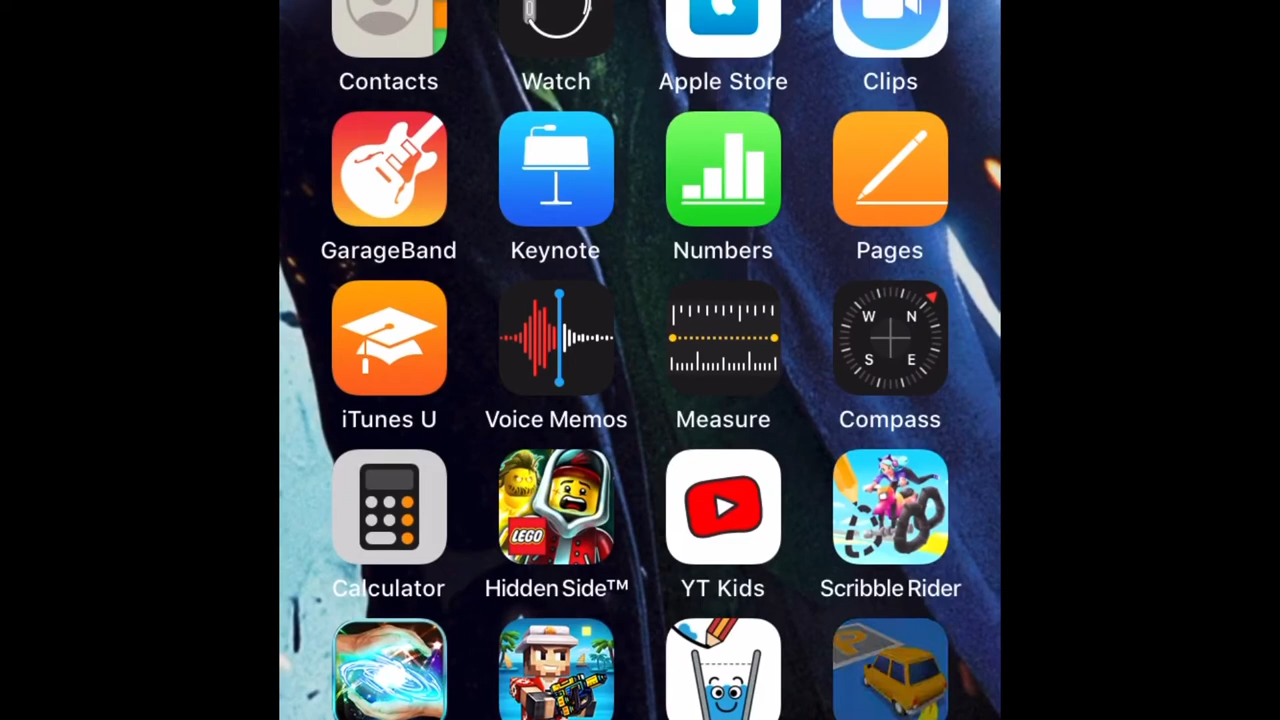 Contacts Watch Apple Store Clips
GarageBand Keynote Numbers Pages
W N
S E
iTunes U Voice Memos Measure Compass
LEGO
Calculator Hidden Side™ YT Kids Scribble Rider